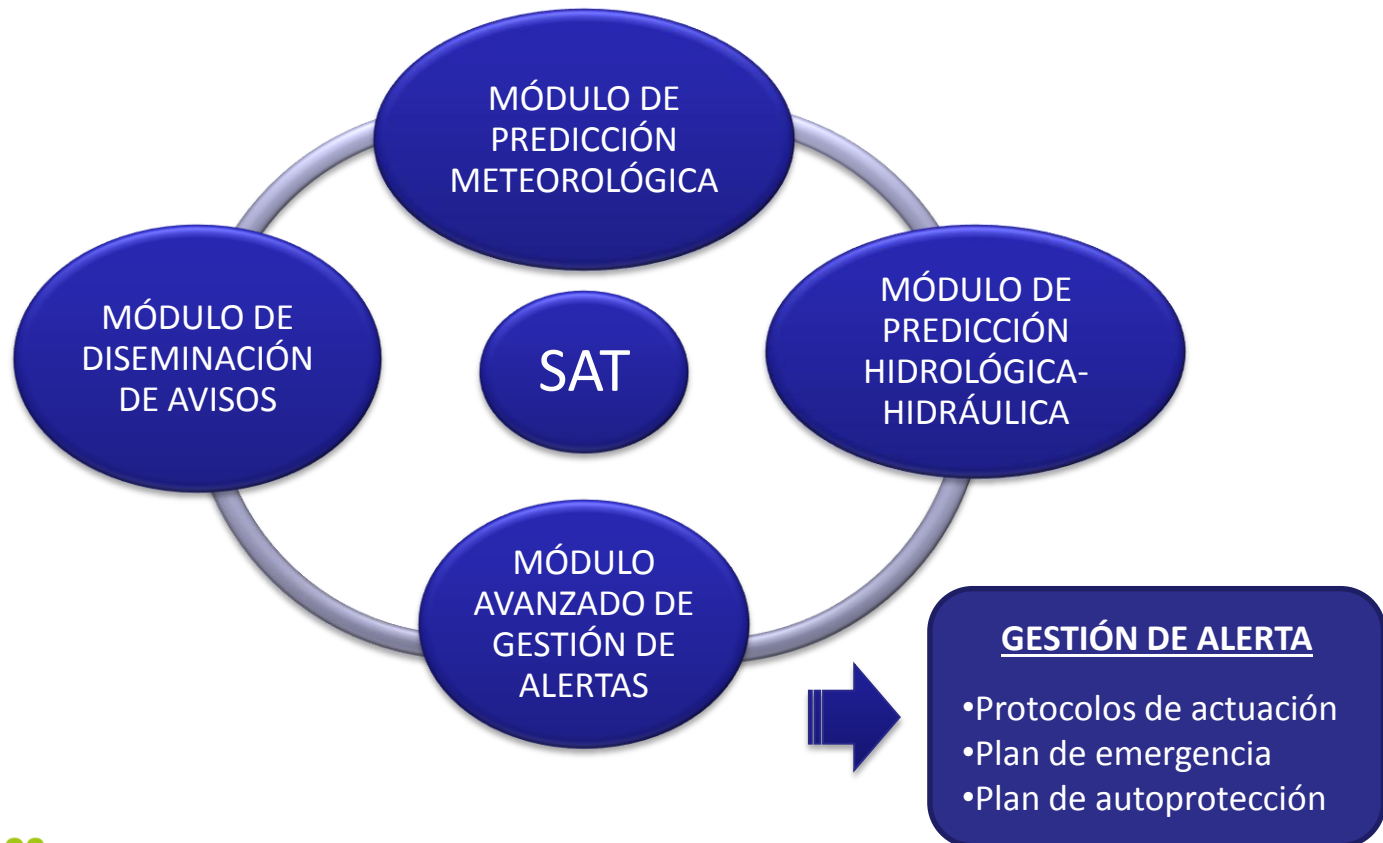 MÓDULO DE
PREDICCIÓN
METEOROLÓGICA
MÓDULO DE
DISEMINACIÓN
DE AVISOS
SAT
MÓDULO DE
PREDICCIÓN
HIDROLÓGICA-
HIDRÁULICA
MÓDULO
AVANZADO DE
GESTIÓN DE
ALERTAS
GESTIÓN DE ALERTA
•Protocolos de actuación
•Plan de emergencia
•Plan de autoprotección